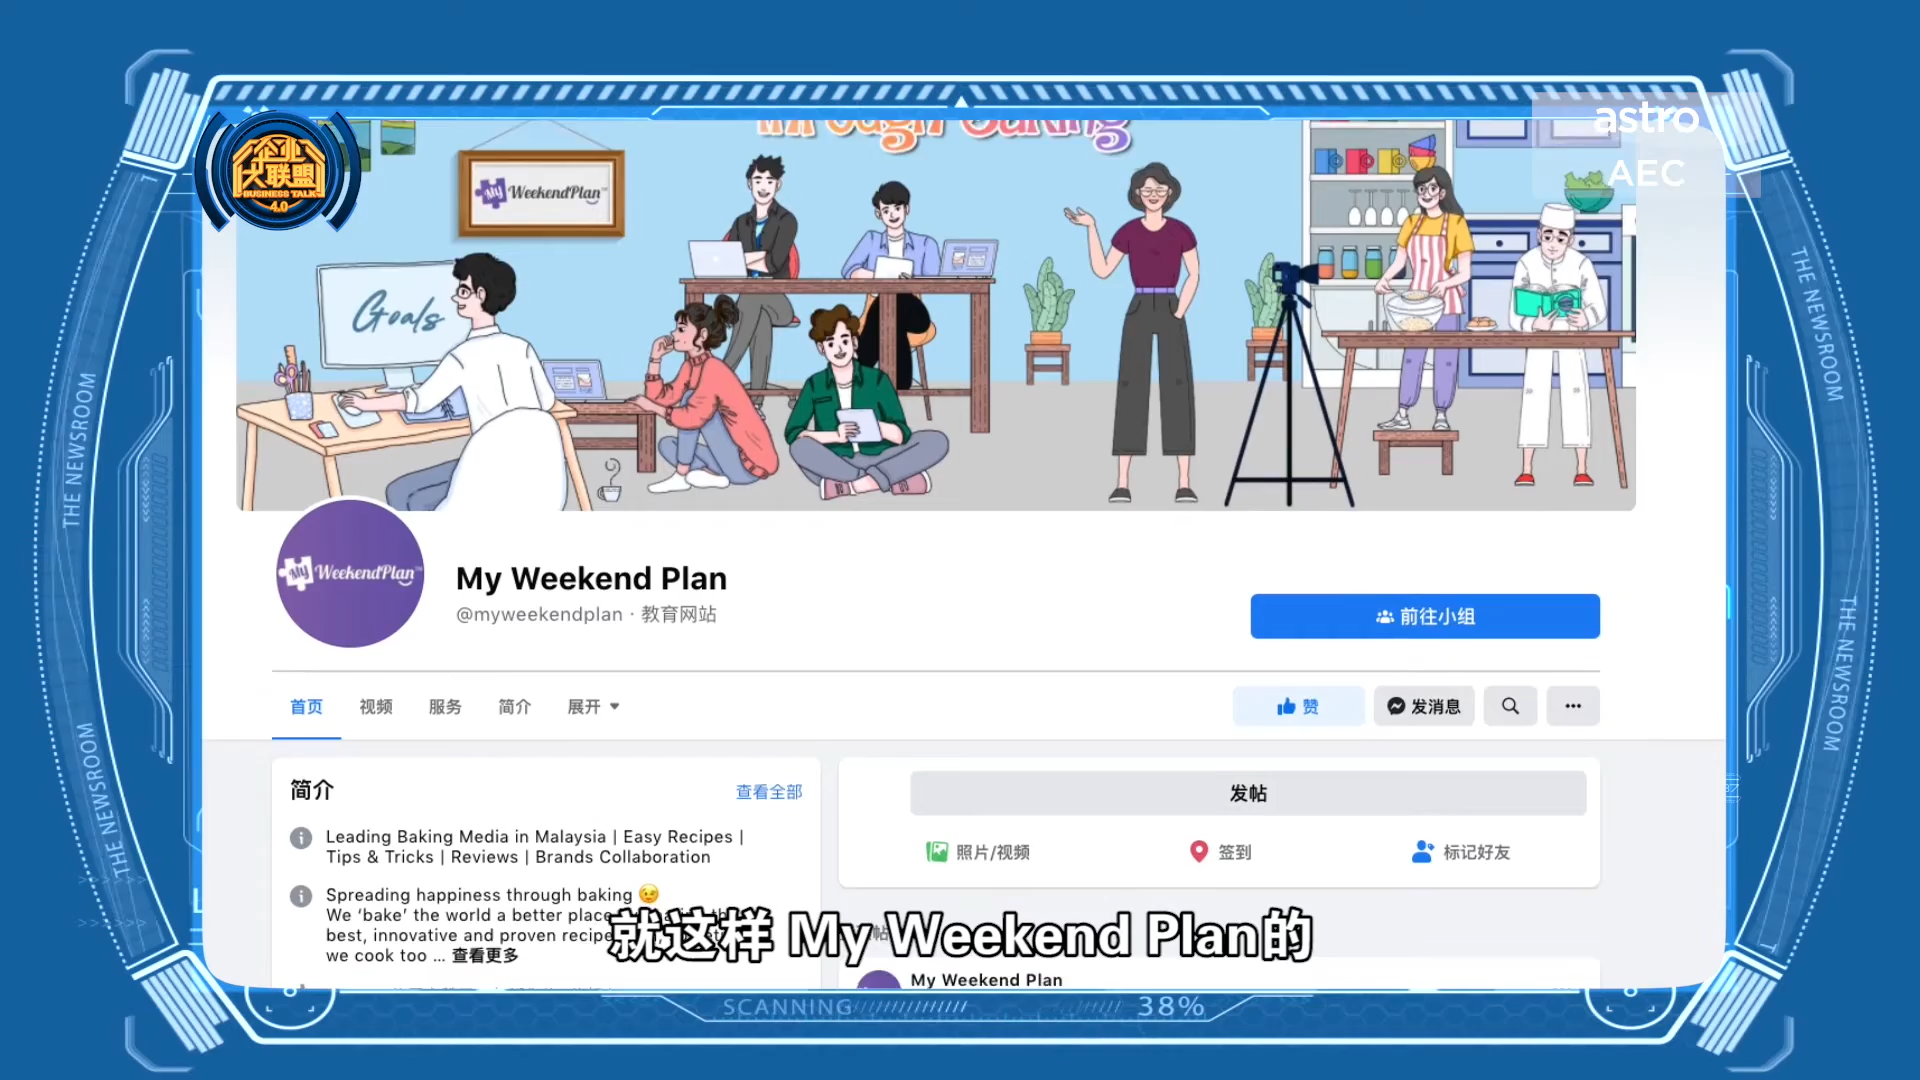 astro
AEC
企业
大联盟
BUSINESS TALK
4.0
My WeekendPlan
Goals
THE NEWSROOM
THE NEWSROOM
THE NEWSROOM
THE NEWSROOM
My WeekendPlan™
My Weekend Plan
@myweekendplan · 教育网站
前往小组
首页 视频 服务 简介 展开
赞 发消息
简介 查看全部
发帖
Leading Baking Media in Malaysia | Easy Recipes |
Tips & Tricks | Reviews | Brands Collaboration
照片/视频 签到 标记好友
Spreading happiness through baking
We ‘bake’ the world a better place
best, innovative and proven recipe
we cook too ... 查看更多
就这样 My Weekend Plan的
My Weekend Plan
SCANNING 38%